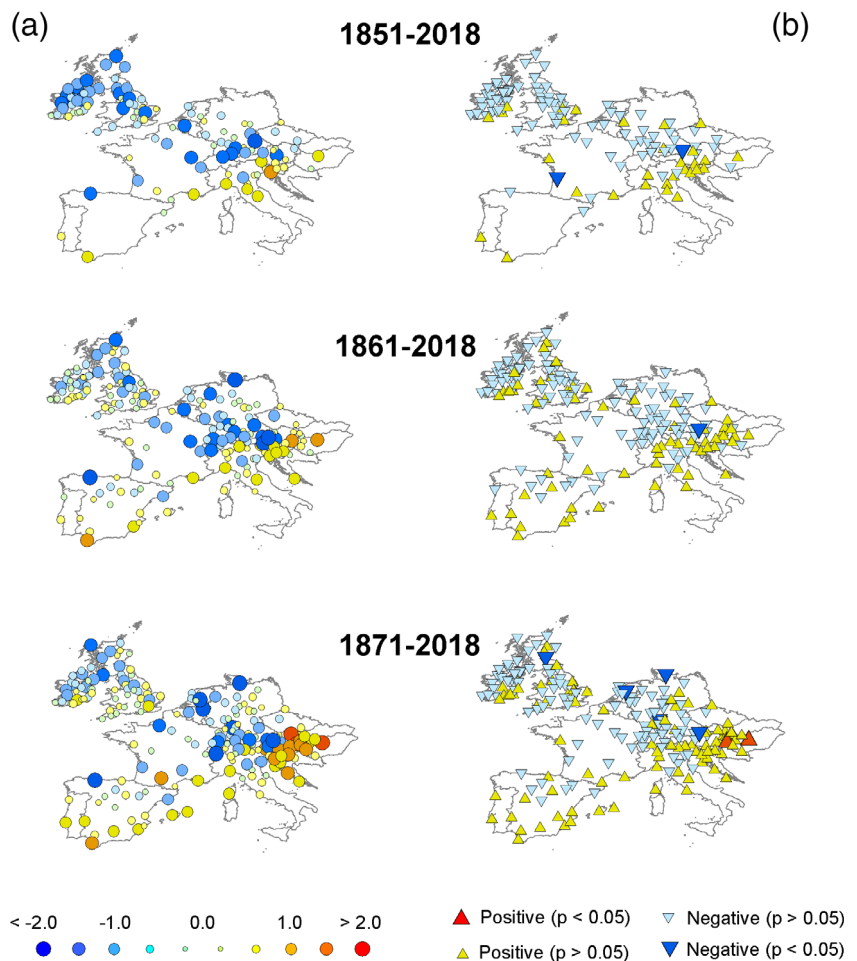 (a) 1851-2018 (b)
1861-2018
1871-2018
< -2.0 -1.0 0.0 1.0 > 2.0
Positive (p < 0.05) Negative (p > 0.05)
Positive (p > 0.05) Negative (p < 0.05)